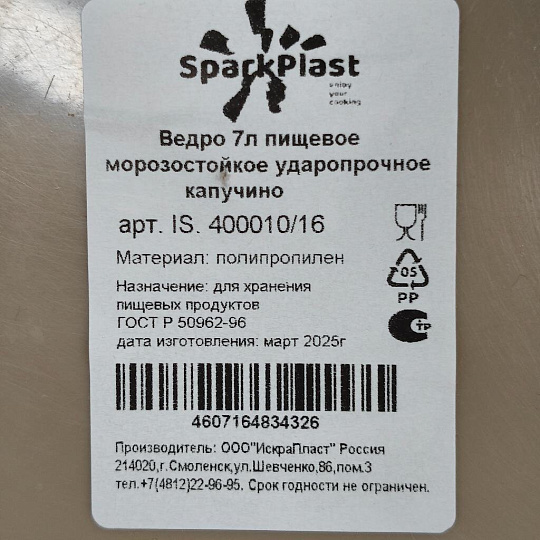 SparkPlast
enjoy
your
cooking
Ведро 7л пищевое
морозостойкое ударопрочное
капучино
арт. IS. 400010/16
Материал: полипропилен
05
PP
Назначение: для хранения
пищевых продуктов
ГОСТ Р 50962-96
дата изготовления: март 2025г
СТР
4607164834326
Производитель: ООО"ИскраПласт" Россия
214020,г.Смоленск,ул.Шевченко,86,пом.3
тел.+7(4812)22-96-95. Срок годности не ограничен.